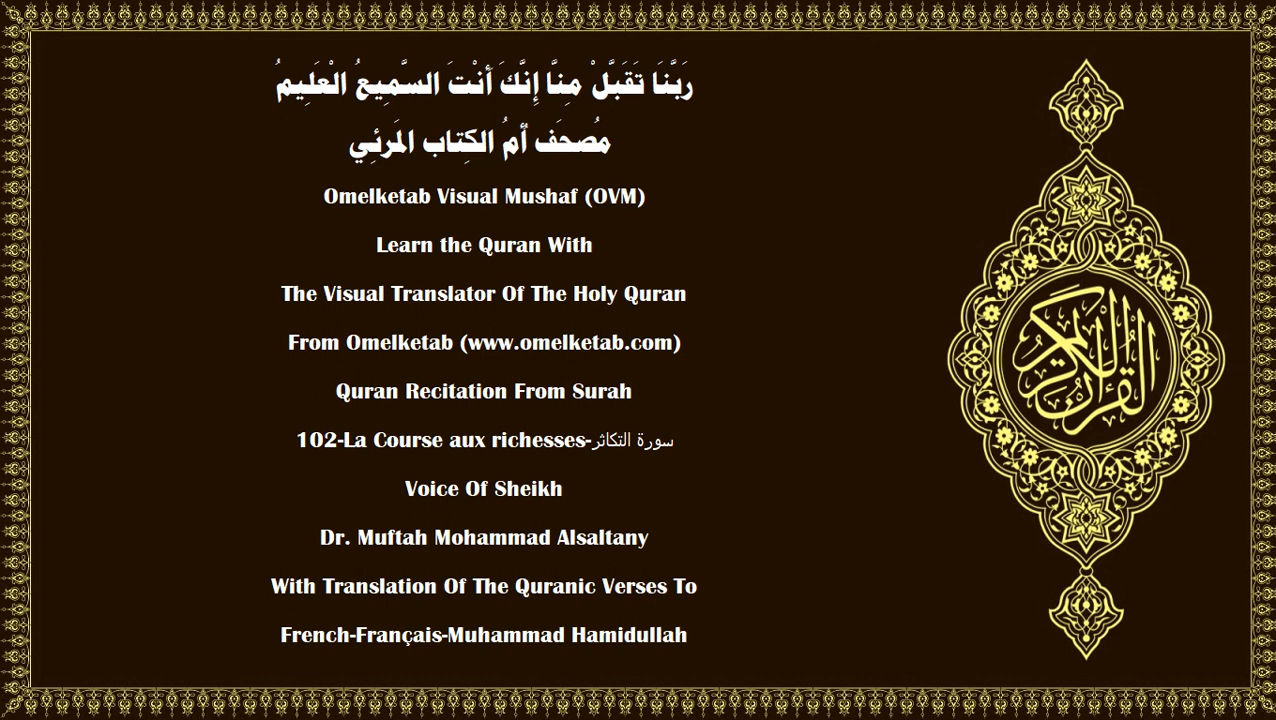 رَبَّنَا تَقَبَّلْ مِنَّا إِنَّكَ أَنْتَ السَّمِيعُ الْعَلِيمُ
مُصحَف أمُ الكِتاب المَرئِي
Omelketab Visual Mushaf (OVM)
Learn the Quran With
The Visual Translator Of The Holy Quran
From Omelketab (www.omelketab.com)
Quran Recitation From Surah
102-La Course aux richesses-سورة التكاثر
Voice Of Sheikh
Dr. Muftah Mohammad Alsaltany
With Translation Of The Quranic Verses To
French-Français-Muhammad Hamidullah
القرآن الكريم